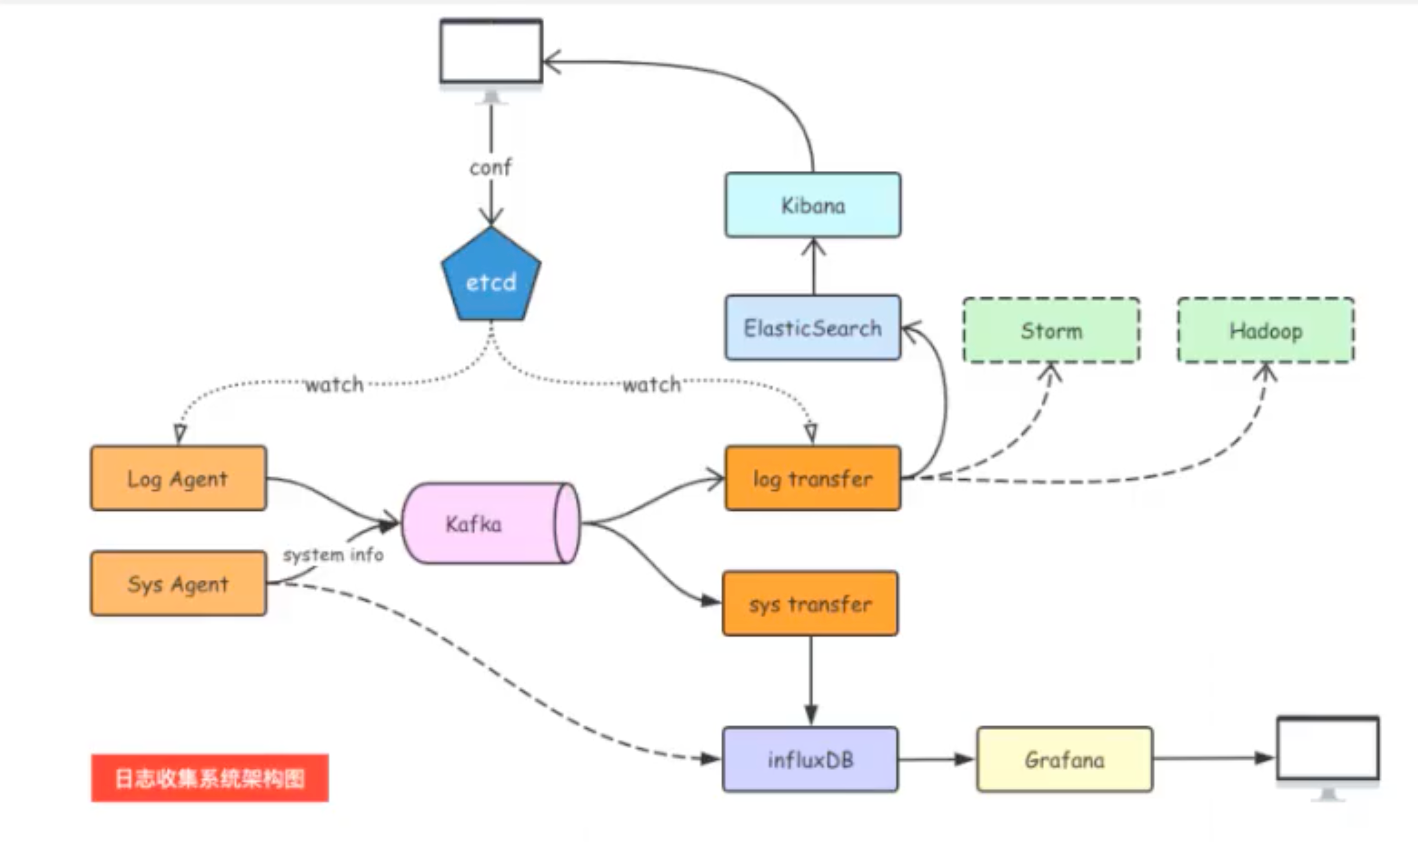 conf
Kibana
etcd
ElasticSearch
Storm
Hadoop
watch
watch
Log Agent
log transfer
Kafka
system info
Sys Agent
sys transfer
influxDB
Grafana
日志收集系统架构图